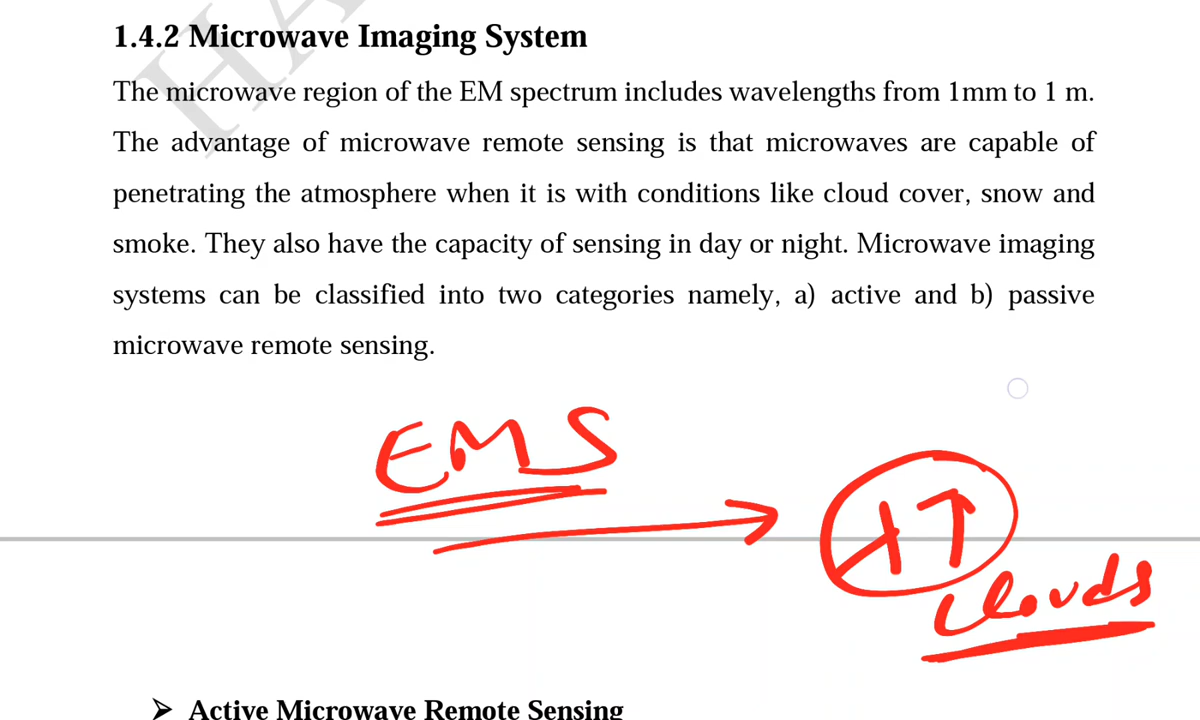 1.4.2 Microwave Imaging System
The microwave region of the EM spectrum includes wavelengths from 1mm to 1 m.
The advantage of microwave remote sensing is that microwaves are capable of
penetrating the atmosphere when it is with conditions like cloud cover, snow and
smoke. They also have the capacity of sensing in day or night. Microwave imaging
systems can be classified into two categories namely, a) active and b) passive
microwave remote sensing.
EMS
λ↑
Clouds
➤ Active Microwave Remote Sensing